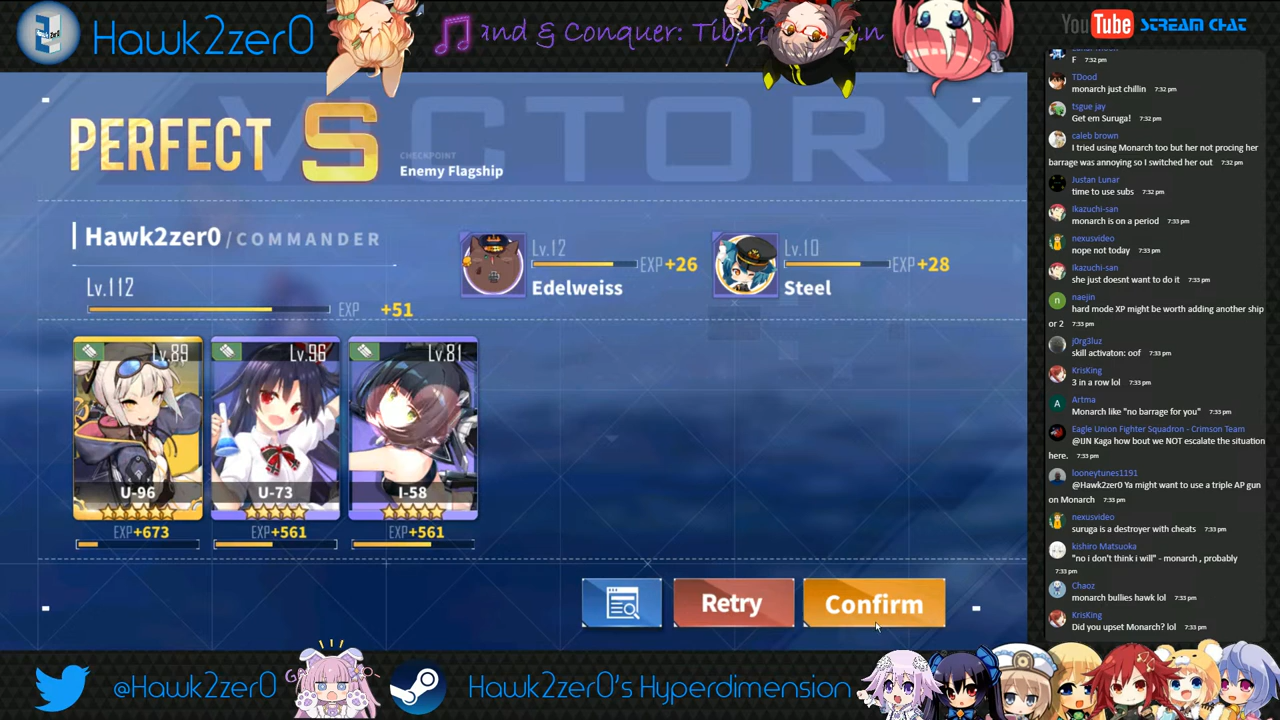 Hawk2zer0
and & Conquer: Tiberi
YouTube STREAM CHAT
VICTORY
PERFECT S
CHECKPOINT
Enemy Flagship
Hawk2zer0 / COMMANDER
Lv.112
EXP +51
Lv.12
EXP +26
Edelweiss
Lv.10
EXP +28
Steel
Lv.89
U-96
EXP+673
Lv.96
U-73
EXP+561
Lv.81
I-58
EXP+561
Retry
Confirm
@Hawk2zer0
Hawk2zer0's Hyperdimension
F 7:32 pm
TDood
monarch just chillin 7:32 pm
tsgue jay
Get em Suruga! 7:32 pm
caleb brown
I tried using Monarch too but her not procing her
barrage was annoying so I switched her out 7:32 pm
Justan Lunar
time to use subs 7:32 pm
Ikazuchi-san
monarch is on a period 7:33 pm
nexusvideo
nope not today 7:33 pm
Ikazuchi-san
she just doesnt want to do it 7:33 pm
n naejin
hard mode XP might be worth adding another ship
or 2 7:33 pm
j0rg3luz
skill activaton: oof 7:33 pm
KrisKing
3 in a row lol 7:33 pm
A Artma
Monarch like "no barrage for you" 7:33 pm
Eagle Union Fighter Squadron - Crimson Team
@IJN Kaga how bout we NOT escalate the situation
here. 7:33 pm
looneytunes1191
@Hawk2zer0 Ya might want to use a triple AP gun
on Monarch 7:33 pm
nexusvideo
suruga is a destroyer with cheats 7:33 pm
kishiro Matsuoka
"no i don't think i will" - monarch , probably
7:33 pm
Chaoz
monarch bullies hawk lol 7:33 pm
KrisKing
Did you upset Monarch? lol 7:33 pm